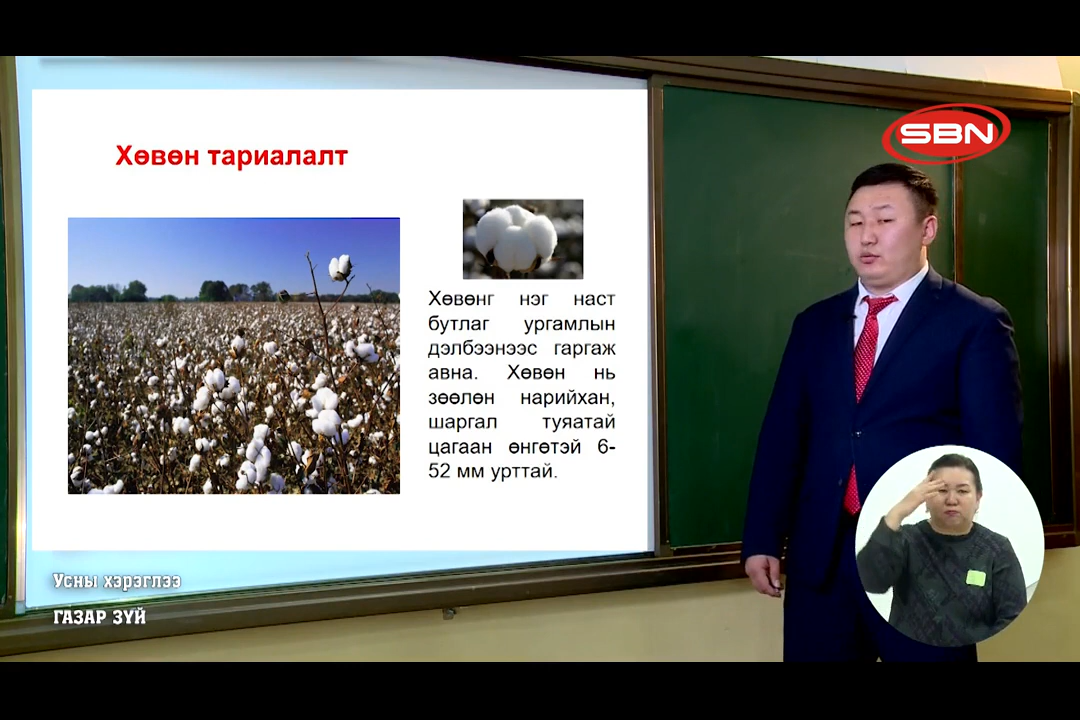 SBN
Хөвөн тариалалт
Хөвөнг нэг наст
бутлаг ургамлын
дэлбээнээс гаргаж
авна. Хөвөн нь
зөөлөн нарийхан,
шаргал туяатай
цагаан өнгөтэй 6-
52 мм урттай.
Усны хэрэглээ
ГАЗАР ЗҮЙ